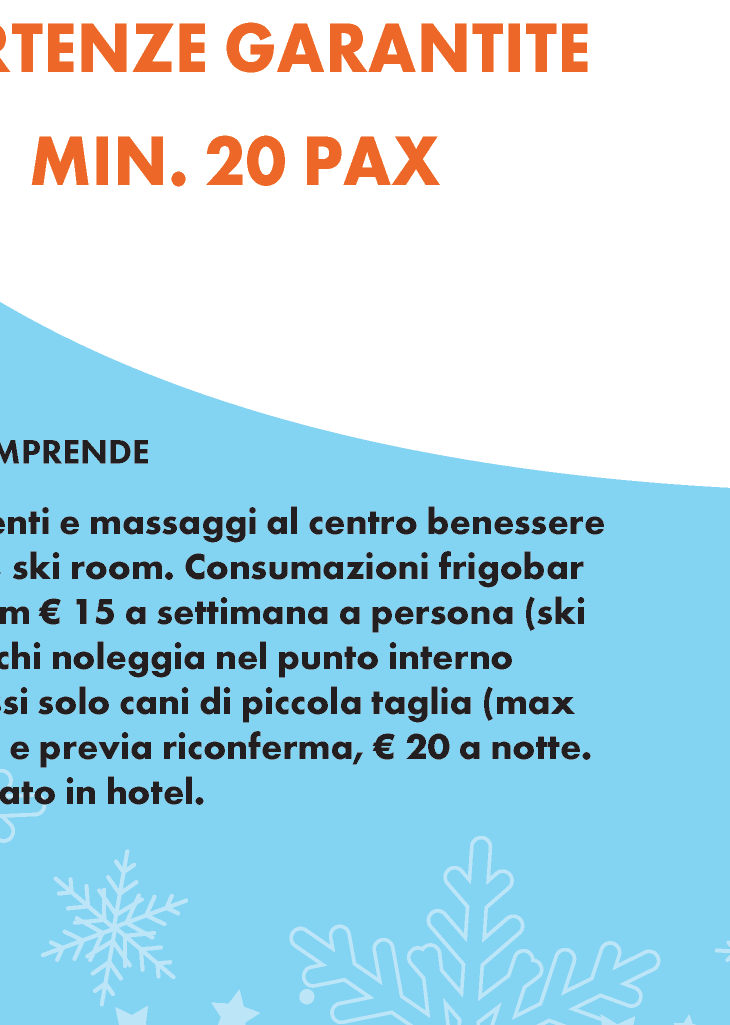 RTENZE GARANTITE
MIN. 20 PAX
MPRENDE
enti e massaggi al centro benessere
, ski room. Consumazioni frigobar
m € 15 a settimana a persona (ski
chi noleggia nel punto interno
si solo cani di piccola taglia (max
e previa riconferma, € 20 a notte.
ato in hotel.